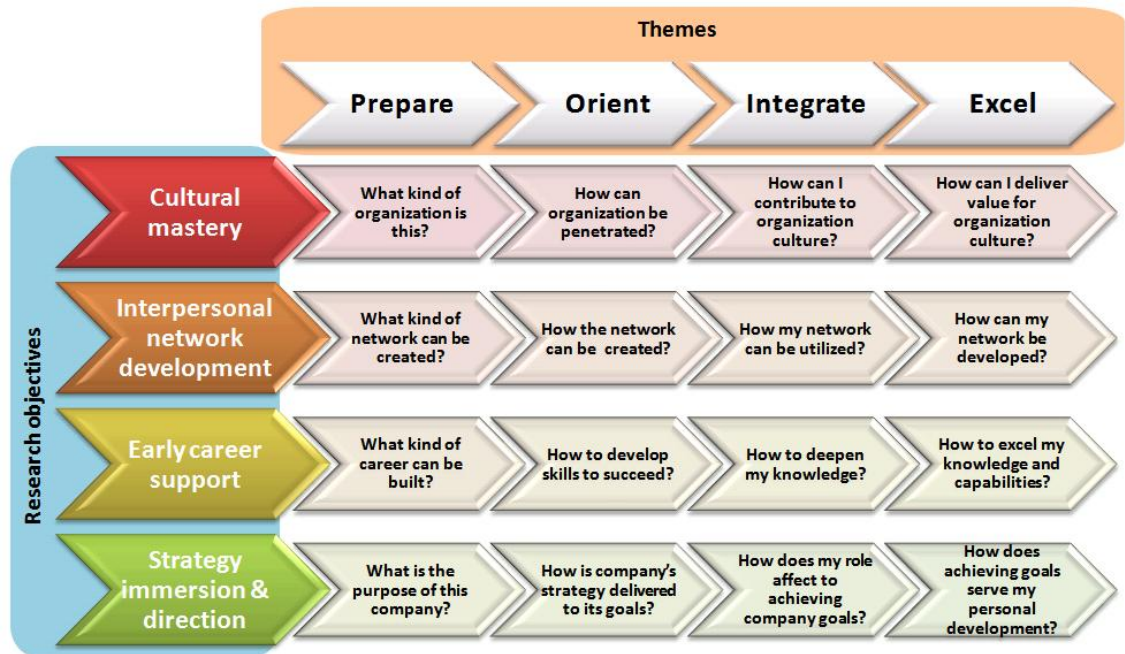 Themes
Prepare
Orient
Integrate
Excel
Research objectives
Cultural
mastery
What kind of
organization is
this?
How can
organization be
penetrated?
How can I
contribute to
organization
culture?
How can I deliver
value for
organization
culture?
Interpersonal
network
development
What kind of
network can be
created?
How the network
can be created?
How my network
can be utilized?
How can my
network be
developed?
Early career
support
What kind of
career can be
built?
How to develop
skills to succeed?
How to deepen
my knowledge?
How to excel my
knowledge and
capabilities?
Strategy
immersion &
direction
What is the
purpose of this
company?
How is company's
strategy delivered
to its goals?
How does my role
affect to
achieving
company goals?
How does
achieving goals
serve my
personal
development?